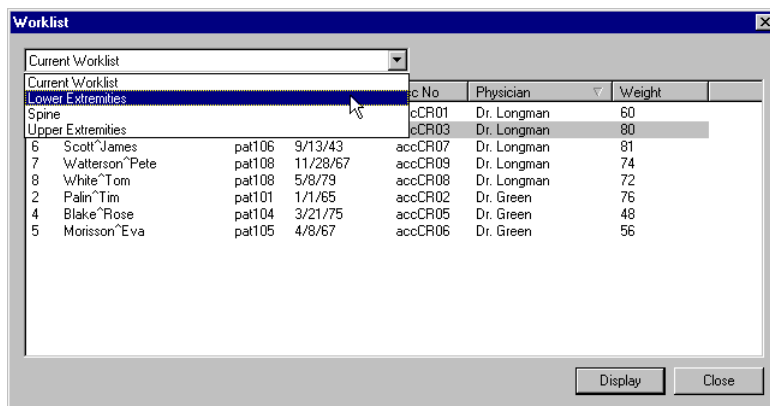 Worklist
Current Worklist
Current Worklist
Lower Extremities
Spine
Upper Extremities
c No Physician Weight
cCR01 Dr. Longman 60
cCR03 Dr. Longman 80
6 Scott^James pat106 9/13/43 accCR07 Dr. Longman 81
7 Watterson^Pete pat108 11/28/67 accCR09 Dr. Longman 74
8 White^Tom pat108 5/8/79 accCR08 Dr. Longman 72
2 Palin^Tim pat101 1/1/65 accCR02 Dr. Green 76
4 Blake^Rose pat104 3/21/75 accCR05 Dr. Green 48
5 Morisson^Eva pat105 4/8/67 accCR06 Dr. Green 56
Display Close